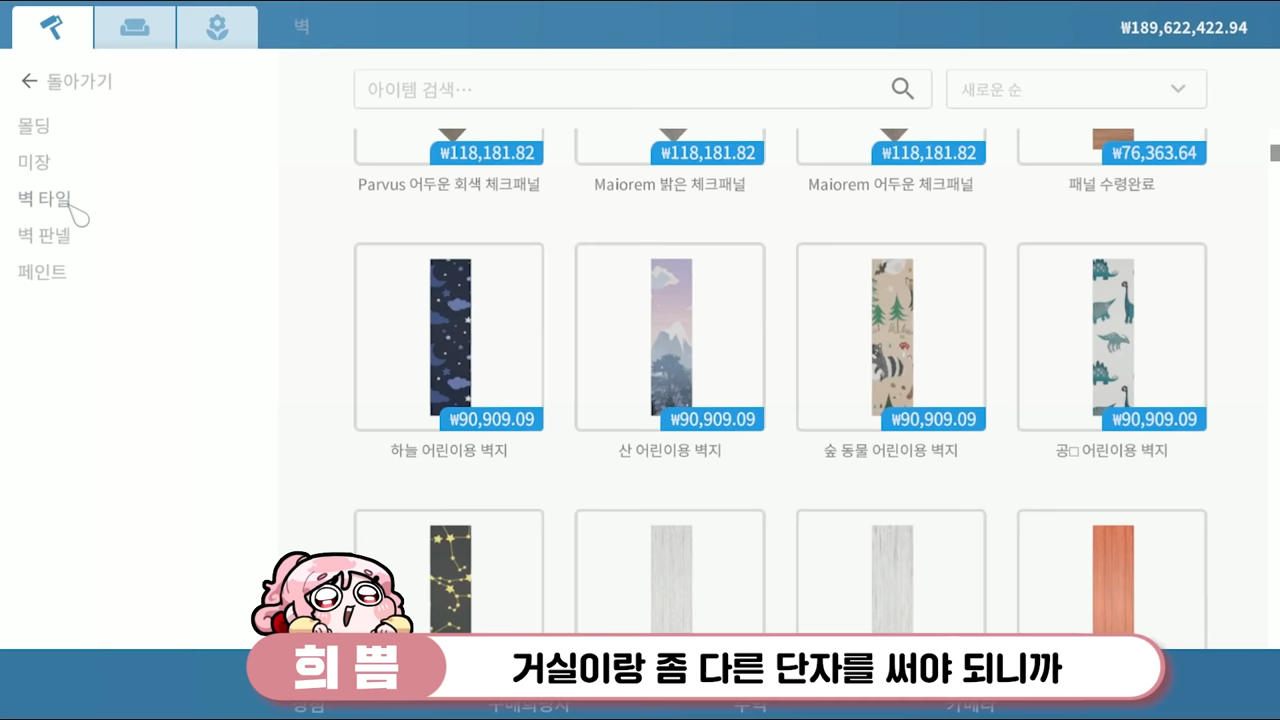 벽
₩189,622,422.94
돌아가기
아이템 검색…
새로운 순
몰딩
미장
벽 타일
벽 판넬
페인트
₩118,181.82
₩118,181.82
₩118,181.82
₩76,363.64
Parvus 어두운 회색 체크패널
Maiorem 밝은 체크패널
Maiorem 어두운 체크패널
패널 수령완료
₩90,909.09
₩90,909.09
₩90,909.09
₩90,909.09
하늘 어린이용 벽지
산 어린이용 벽지
숲 동물 어린이용 벽지
공□ 어린이용 벽지
희쁨
거실이랑 좀 다른 단자를 써야 되니까